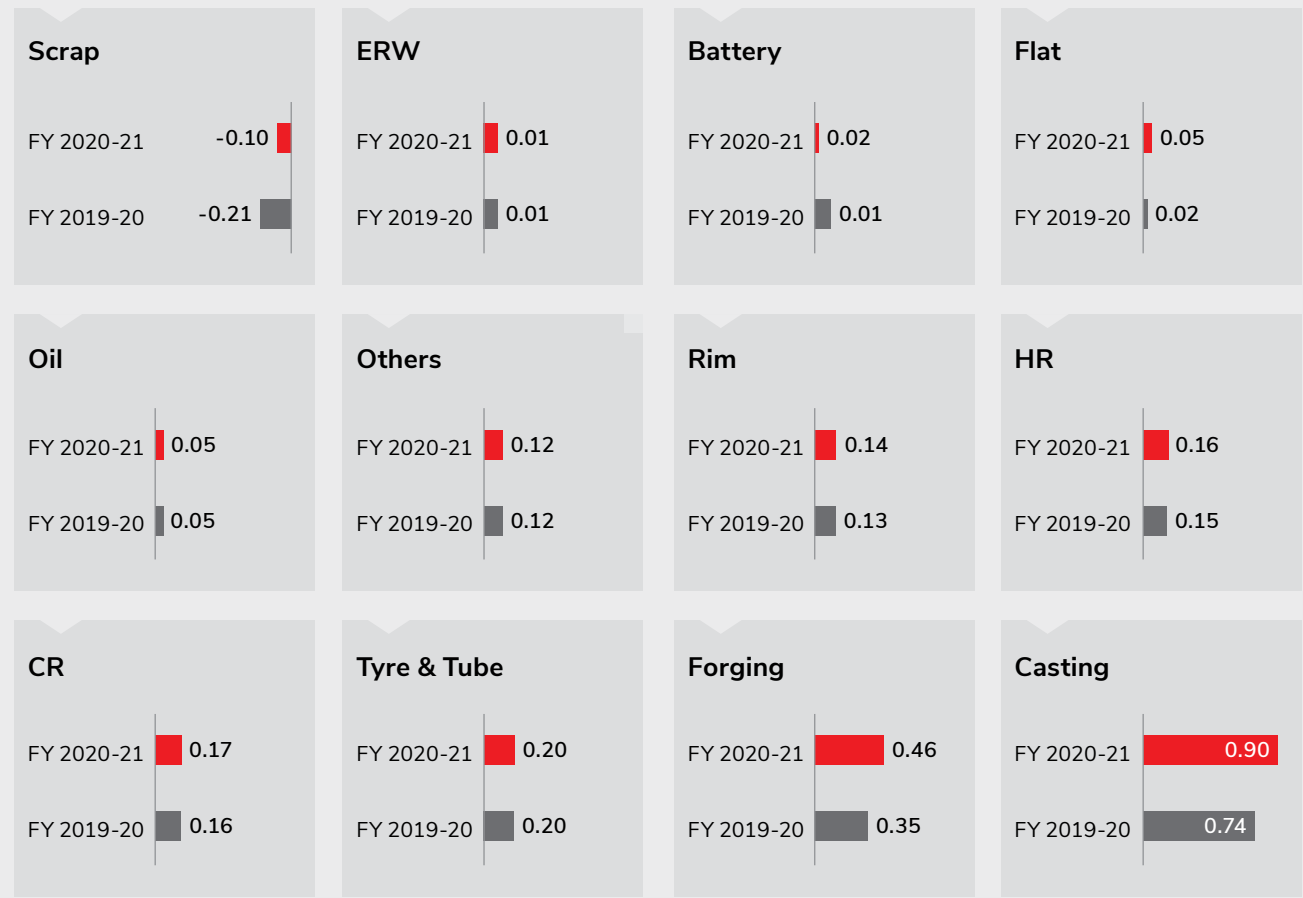 Scrap
FY 2020-21 -0.10
FY 2019-20 -0.21
ERW
FY 2020-21 0.01
FY 2019-20 0.01
Battery
FY 2020-21 0.02
FY 2019-20 0.01
Flat
FY 2020-21 0.05
FY 2019-20 0.02
Oil
FY 2020-21 0.05
FY 2019-20 0.05
Others
FY 2020-21 0.12
FY 2019-20 0.12
Rim
FY 2020-21 0.14
FY 2019-20 0.13
HR
FY 2020-21 0.16
FY 2019-20 0.15
CR
FY 2020-21 0.17
FY 2019-20 0.16
Tyre & Tube
FY 2020-21 0.20
FY 2019-20 0.20
Forging
FY 2020-21 0.46
FY 2019-20 0.35
Casting
FY 2020-21 0.90
FY 2019-20 0.74